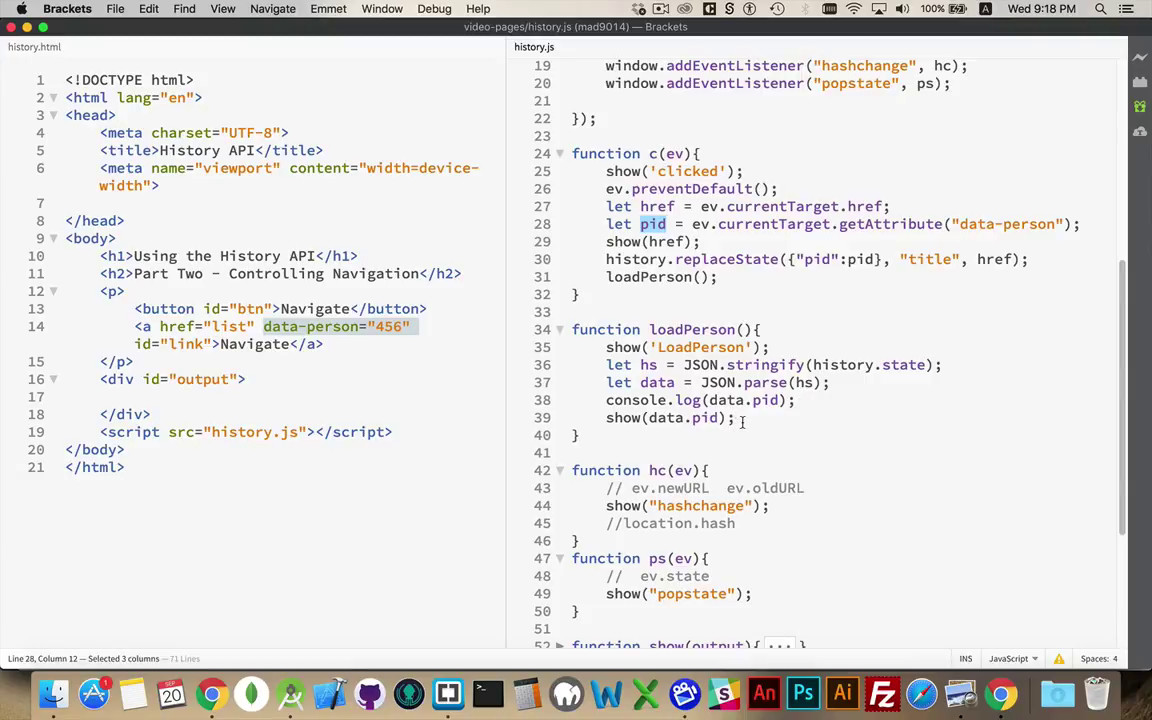 Brackets File Edit Find View Navigate Emmet Window Debug Help 100% A Wed 9:18 PM
video-pages/history.js (mad9014) — Brackets
history.html
1 <!DOCTYPE html>
2 <html lang="en">
3 <head>
4 <meta charset="UTF-8">
5 <title>History API</title>
6 <meta name="viewport" content="width=device-
width">
7
8 </head>
9 <body>
10 <h1>Using the History API</h1>
11 <h2>Part Two - Controlling Navigation</h2>
12 <p>
13 <button id="btn">Navigate</button>
14 <a href="list" data-person="456"
id="link">Navigate</a>
15 </p>
16 <div id="output">
17
18 </div>
19 <script src="history.js"></script>
20 </body>
21 </html>
history.js
19 window.addEventListener("hashchange", hc);
20 window.addEventListener("popstate", ps);
21
22 });
23
24 function c(ev){
25 show('clicked');
26 ev.preventDefault();
27 let href = ev.currentTarget.href;
28 let pid = ev.currentTarget.getAttribute("data-person");
29 show(href);
30 history.replaceState({"pid":pid}, "title", href);
31 loadPerson();
32 }
33
34 function loadPerson(){
35 show('LoadPerson');
36 let hs = JSON.stringify(history.state);
37 let data = JSON.parse(hs);
38 console.log(data.pid);
39 show(data.pid);
40 }
41
42 function hc(ev){
43 // ev.newURL ev.oldURL
44 show("hashchange");
45 //location.hash
46 }
47 function ps(ev){
48 // ev.state
49 show("popstate");
50 }
51
52 function show(output){ ... }
Line 28, Column 12 — Selected 3 columns — 71 Lines
INS JavaScript Spaces: 4
1 SEP 20 W X S An Ps Ai Fz